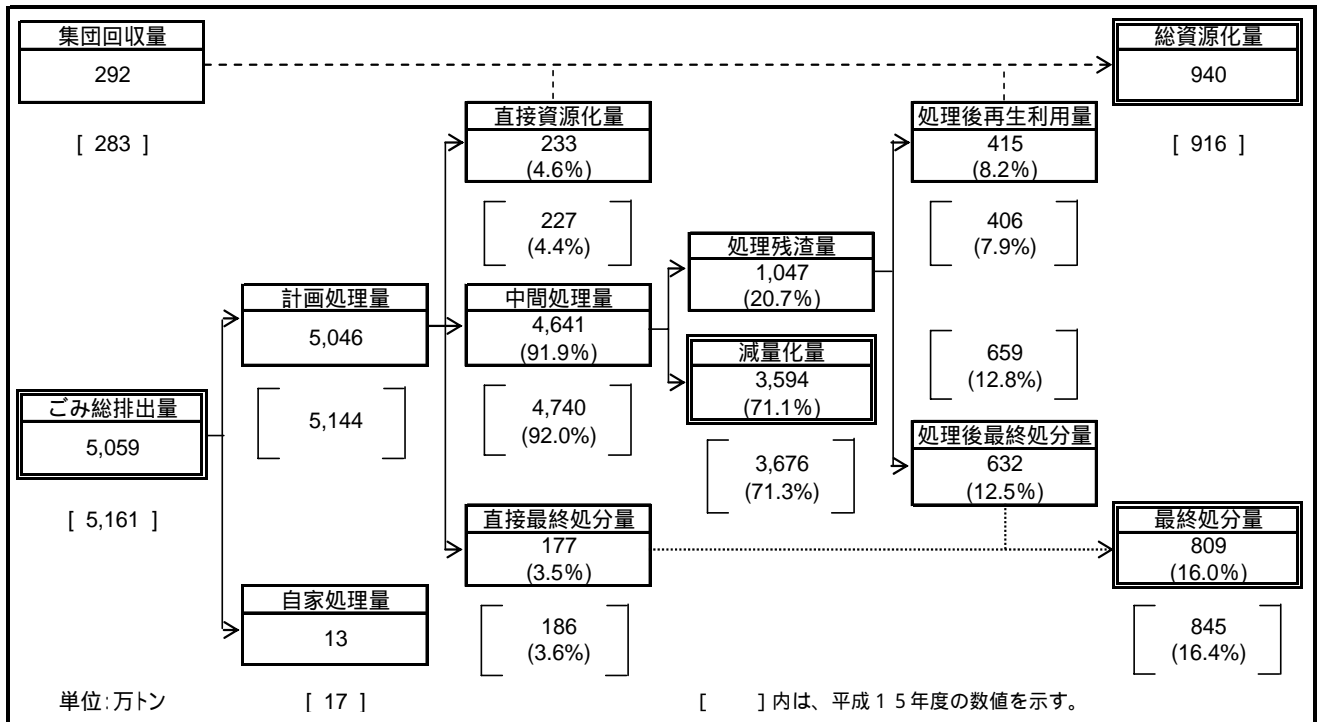 集団回収量
292
[ 283 ]
総資源化量
940
[ 916 ]
直接資源化量
233
(4.6%)
227
(4.4%)
処理後再生利用量
415
(8.2%)
406
(7.9%)
処理残渣量
1,047
(20.7%)
計画処理量
5,046
5,144
中間処理量
4,641
(91.9%)
4,740
(92.0%)
減量化量
3,594
(71.1%)
3,676
(71.3%)
659
(12.8%)
処理後最終処分量
632
(12.5%)
ごみ総排出量
5,059
[ 5,161 ]
直接最終処分量
177
(3.5%)
186
(3.6%)
最終処分量
809
(16.0%)
845
(16.4%)
自家処理量
13
[ 17 ]
単位:万トン
[ ]内は、平成15年度の数値を示す。